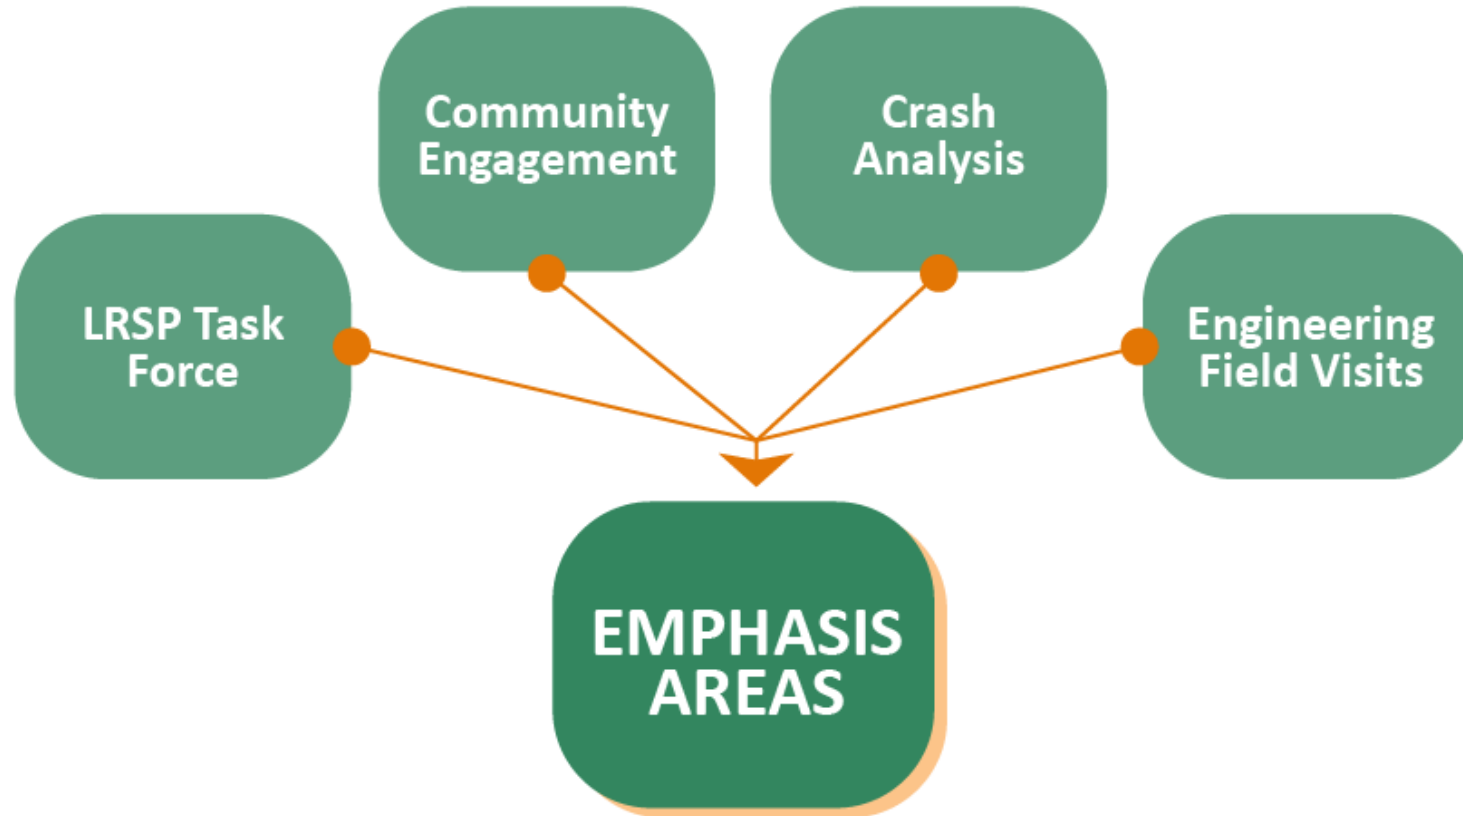 Community
Engagement
Crash
Analysis
LRSP Task
Force
Engineering
Field Visits
EMPHASIS
AREAS